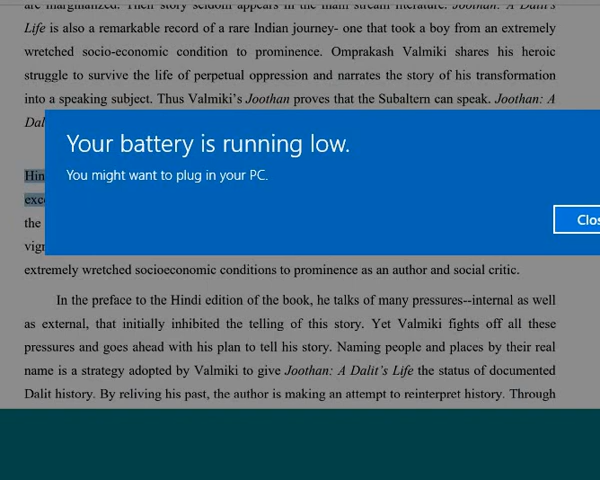 are marginalized. Their story seldom appears in the main stream literature. Joothan: A Dalit's
Life is also a remarkable record of a rare Indian journey- one that took a boy from an extremely
wretched socio-economic condition to prominence. Omprakash Valmiki shares his heroic
struggle to survive the life of perpetual oppression and narrates the story of his transformation
into a speaking subject. Thus Valmiki's Joothan proves that the Subaltern can speak. Joothan: A
Dal
Your battery is running low.
You might want to plug in your PC.
Hin
exce
Clos
the
vigr
extremely wretched socioeconomic conditions to prominence as an author and social critic.
In the preface to the Hindi edition of the book, he talks of many pressures--internal as well
as external, that initially inhibited the telling of this story. Yet Valmiki fights off all these
pressures and goes ahead with his plan to tell his story. Naming people and places by their real
name is a strategy adopted by Valmiki to give Joothan: A Dalit's Life the status of documented
Dalit history. By reliving his past, the author is making an attempt to reinterpret history. Through